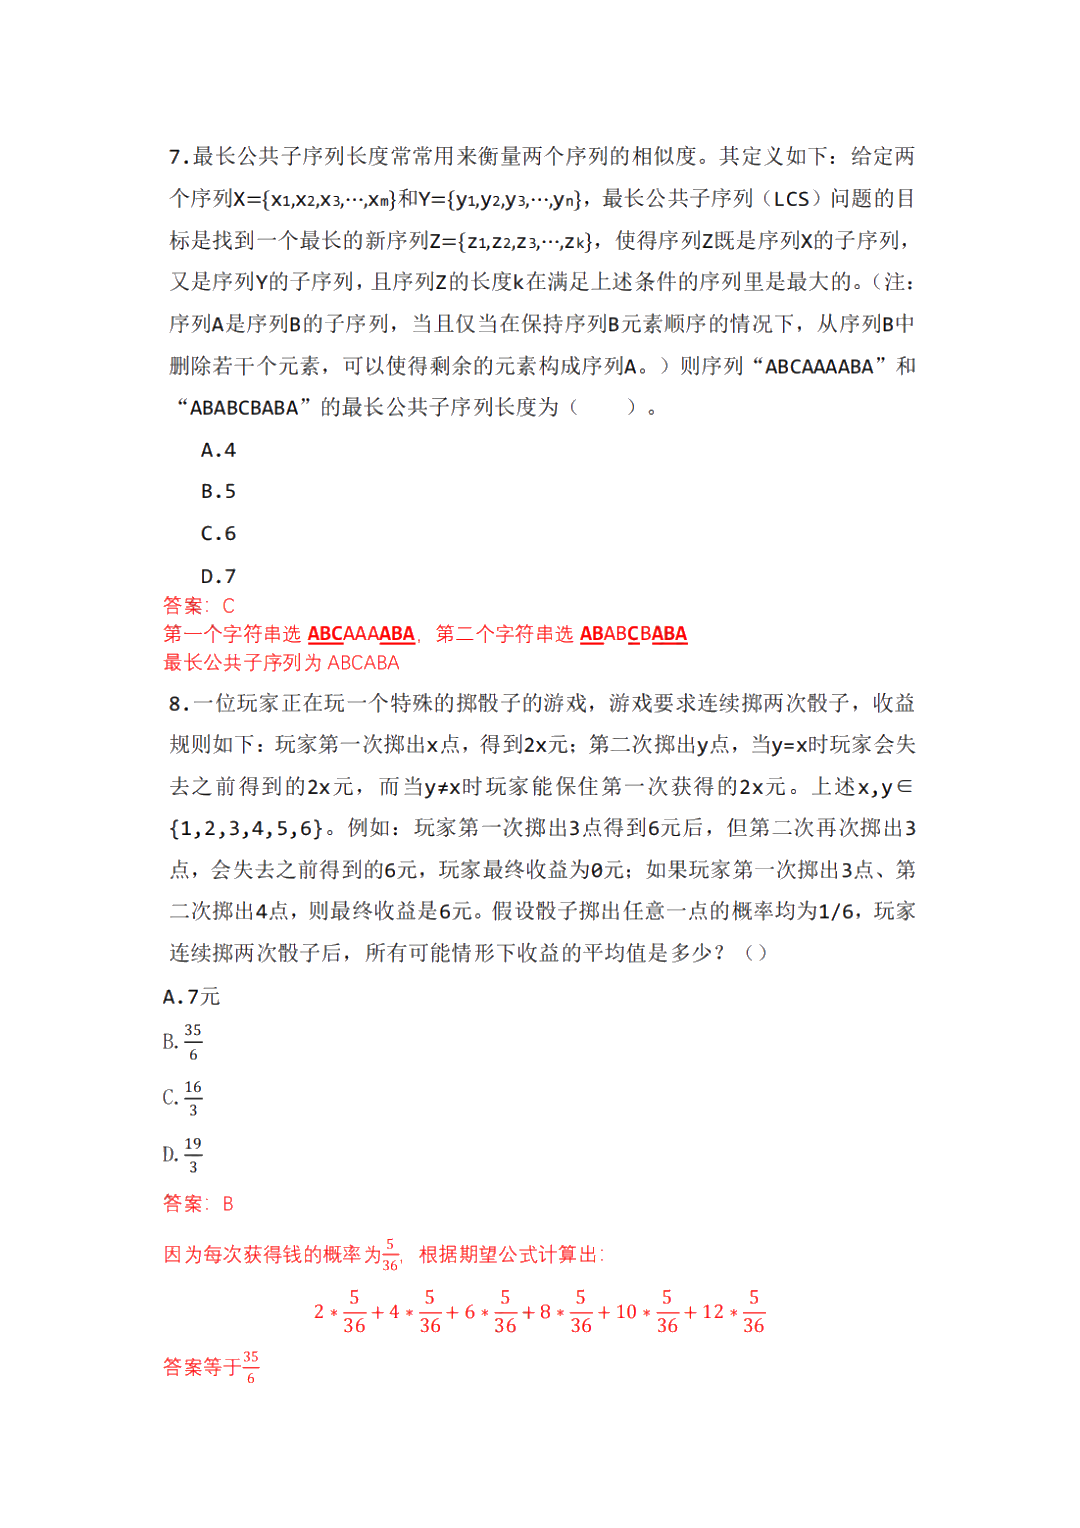 7.最长公共子序列长度常常用来衡量两个序列的相似度。其定义如下：给定两
个序列X={x1,x2,x3,…,xm}和Y={y1,y2,y3,…,yn}，最长公共子序列（LCS）问题的目
标是找到一个最长的新序列Z={z1,z2,z3,…,zk}，使得序列Z既是序列X的子序列，
又是序列Y的子序列，且序列Z的长度k在满足上述条件的序列里是最大的。（注：
序列A是序列B的子序列，当且仅当在保持序列B元素顺序的情况下，从序列B中
删除若干个元素，可以使得剩余的元素构成序列A。）则序列“ABCAAAABA”和
“ABABCBABA”的最长公共子序列长度为（  ）。
A.4
B.5
C.6
D.7
答案：C
第一个字符串选 ABCAAAABA，第二个字符串选 ABABCBABA
最长公共子序列为 ABCABA
8.一位玩家正在玩一个特殊的掷骰子的游戏，游戏要求连续掷两次骰子，收益
规则如下：玩家第一次掷出x点，得到2x元；第二次掷出y点，当y=x时玩家会失
去之前得到的2x元，而当y≠x时玩家能保住第一次获得的2x元。上述x,y∈
{1,2,3,4,5,6}。例如：玩家第一次掷出3点得到6元后，但第二次再次掷出3
点，会失去之前得到的6元，玩家最终收益为0元；如果玩家第一次掷出3点、第
二次掷出4点，则最终收益是6元。假设骰子掷出任意一点的概率均为1/6，玩家
连续掷两次骰子后，所有可能情形下收益的平均值是多少？（）
A.7元
B. 35/6
C. 16/3
D. 19/3
答案：B
因为每次获得钱的概率为5/36，根据期望公式计算出：
2 * 5/36 + 4 * 5/36 + 6 * 5/36 + 8 * 5/36 + 10 * 5/36 + 12 * 5/36
答案等于35/6